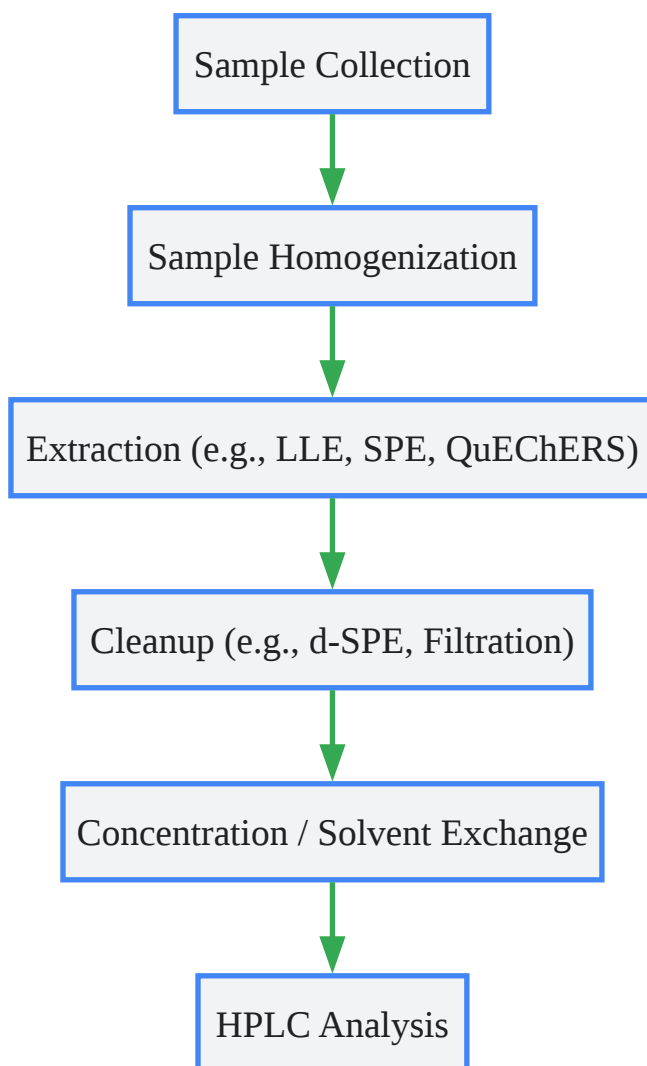 Sample Collection
Sample Homogenization
Extraction (e.g., LLE, SPE, QuEChERS)
Cleanup (e.g., d-SPE, Filtration)
Concentration / Solvent Exchange
HPLC Analysis